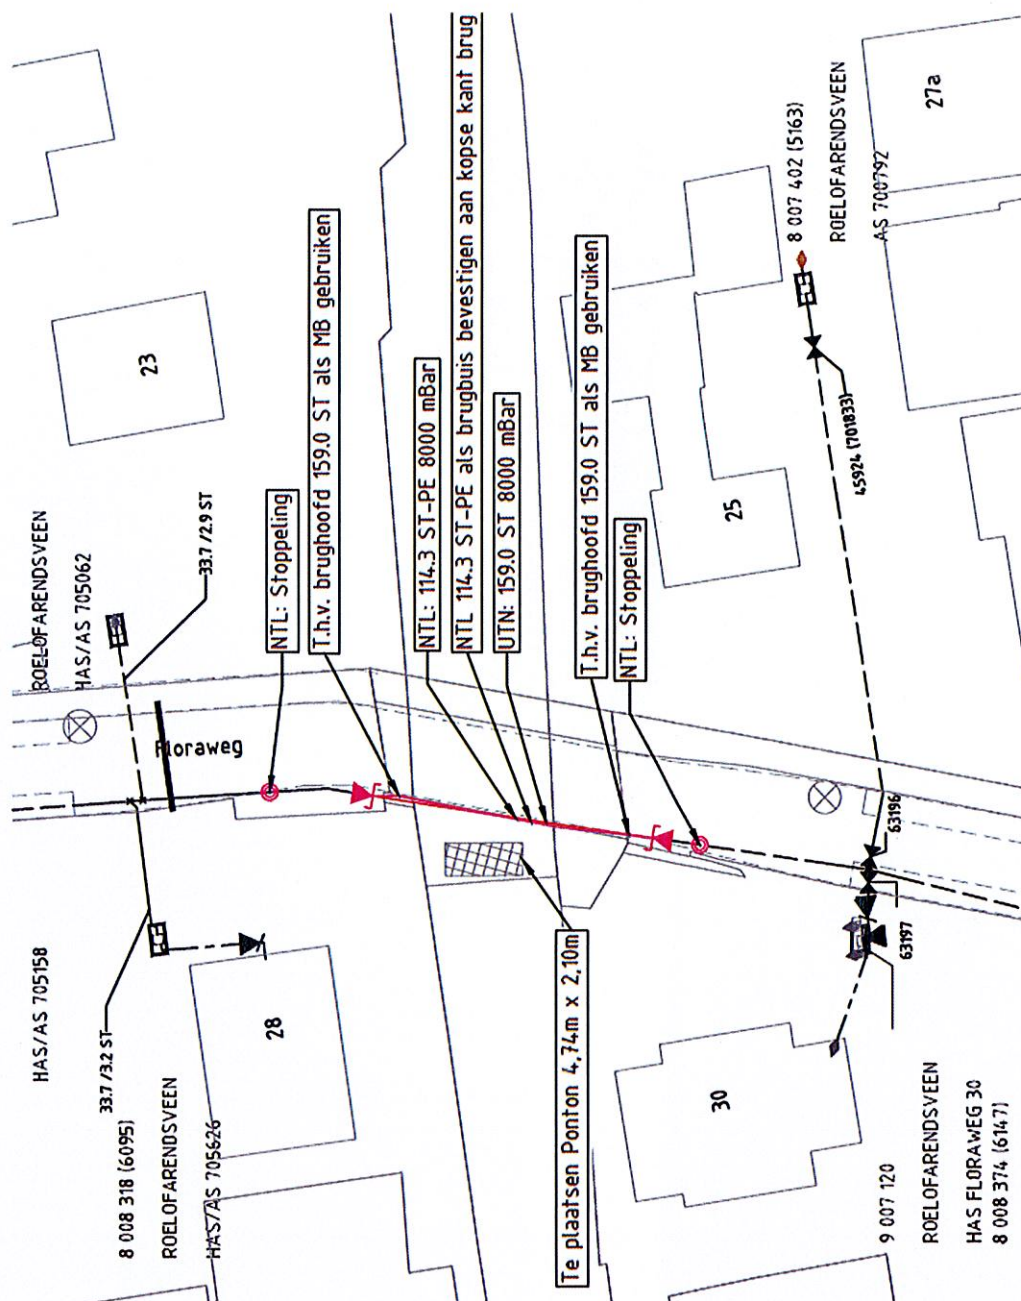 ROELOFARENDSVEEN
HAS/AS 705062
33.7 /2.9 ST
23
NTL: Stoppeling
T.h.v. brughoofd 159.0 ST als MB gebruiken
NTL: 114.3 ST-PE 8000 mBar
NTL 114.3 ST-PE als brugbuis bevestigen aan kopse kant brug
UTN: 159.0 ST 8000 mBar
T.h.v. brughoofd 159.0 ST als MB gebruiken
NTL: Stoppeling
25
45924 (701833)
8 007 402 (5163)
ROELOFARENDSVEEN
AS 700792
27a
Floraweg
HAS/AS 705158
33.7 /3.2 ST
8 008 318 (6095)
ROELOFARENDSVEEN
HAS/AS 705626
28
Te plaatsen Ponton 4,74m x 2,10m
30
63196
63197
9 007 120
ROELOFARENDSVEEN
HAS FLORAWEG 30
8 008 374 (6147)